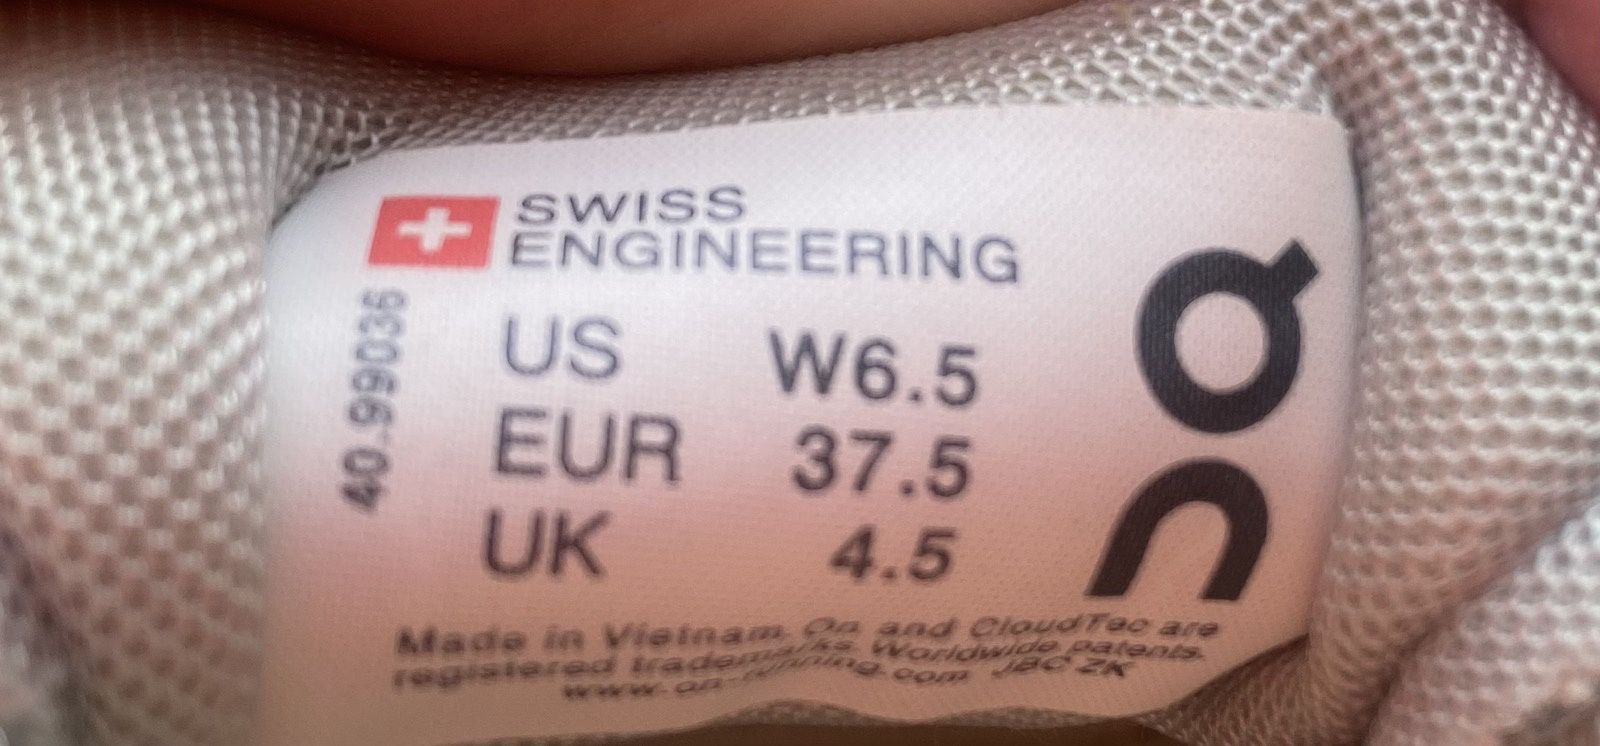 SWISS
ENGINEERING
40.99036
US W6.5
EUR 37.5
UK 4.5
Made in Vietnam. On and CloudTec are
registered trademarks. Worldwide patents.
www.on-running.com JBC ZK
On